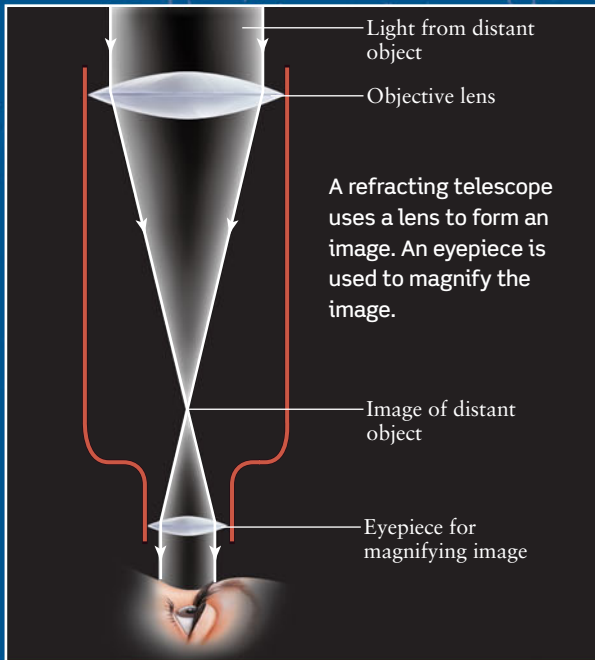 Light from distant
object
Objective lens
A refracting telescope
uses a lens to form an
image. An eyepiece is
used to magnify the
image.
Image of distant
object
Eyepiece for
magnifying image